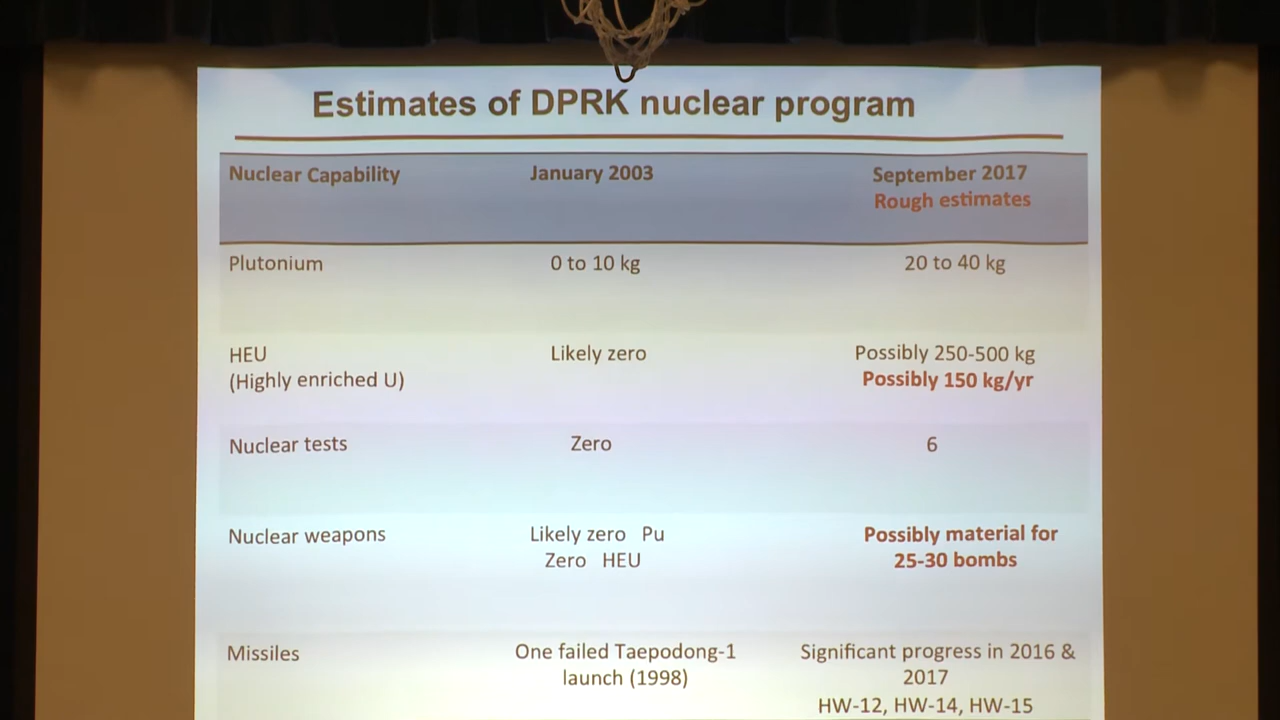 Estimates of DPRK nuclear program
Nuclear Capability January 2003 September 2017
Rough estimates
Plutonium 0 to 10 kg 20 to 40 kg
HEU Likely zero Possibly 250-500 kg
(Highly enriched U) Possibly 150 kg/yr
Nuclear tests Zero 6
Nuclear weapons Likely zero Pu Possibly material for
Zero HEU 25-30 bombs
Missiles One failed Taepodong-1 Significant progress in 2016 &
launch (1998) 2017
HW-12, HW-14, HW-15